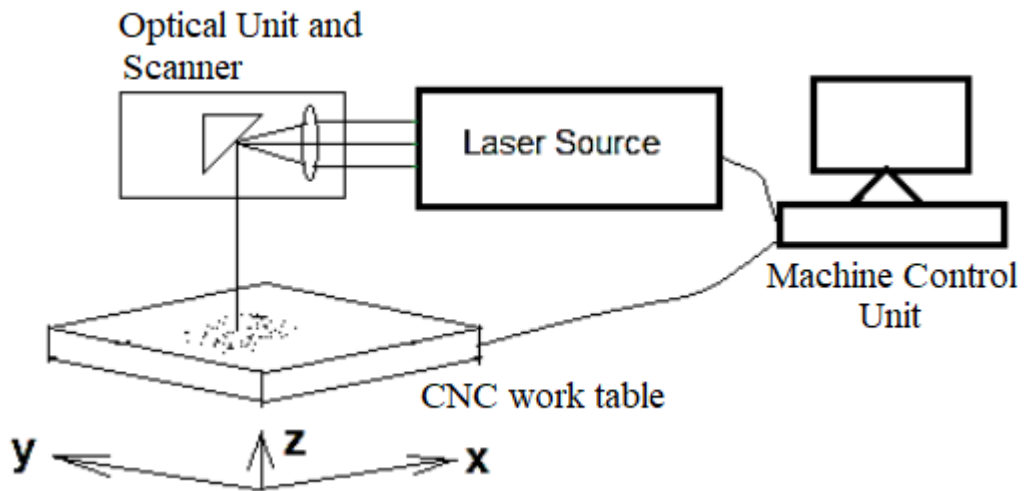 Optical Unit and
Scanner
Laser Source
Machine Control
Unit
CNC work table
y
z
x